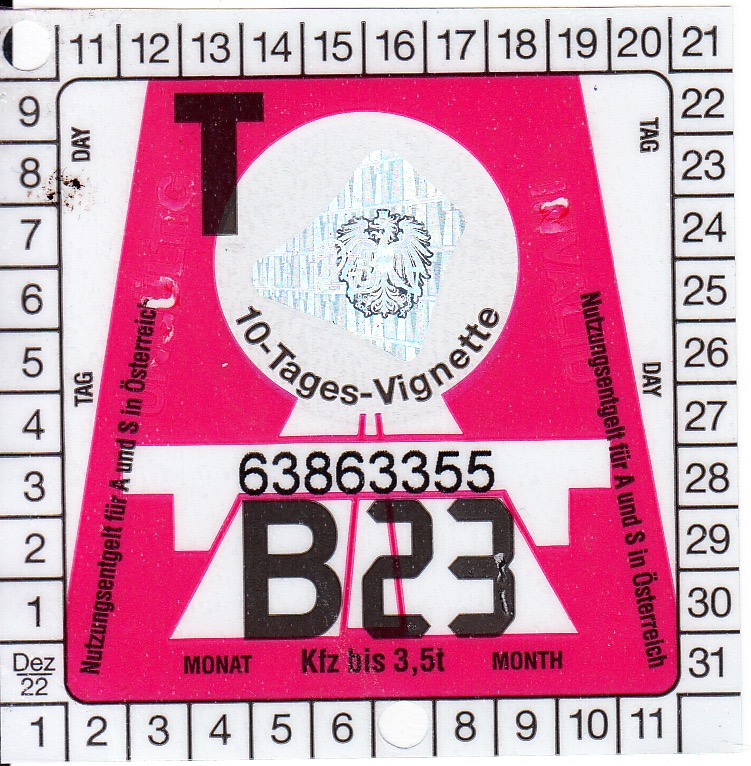 11 12 13 14 15 16 17 18 19 20 21
9
8
7
6
5
4
3
2
1
Dez
22
22
23
24
25
26
27
28
29
30
31
DAY
TAG
TAG
DAY
T
10-Tages-Vignette
Nutzungsentgelt für A und S in Österreich
Nutzungsentgelt für A und S in Österreich
INVALID
63863355
B23
MONAT Kfz bis 3,5t MONTH
1 2 3 4 5 6 8 9 10 11